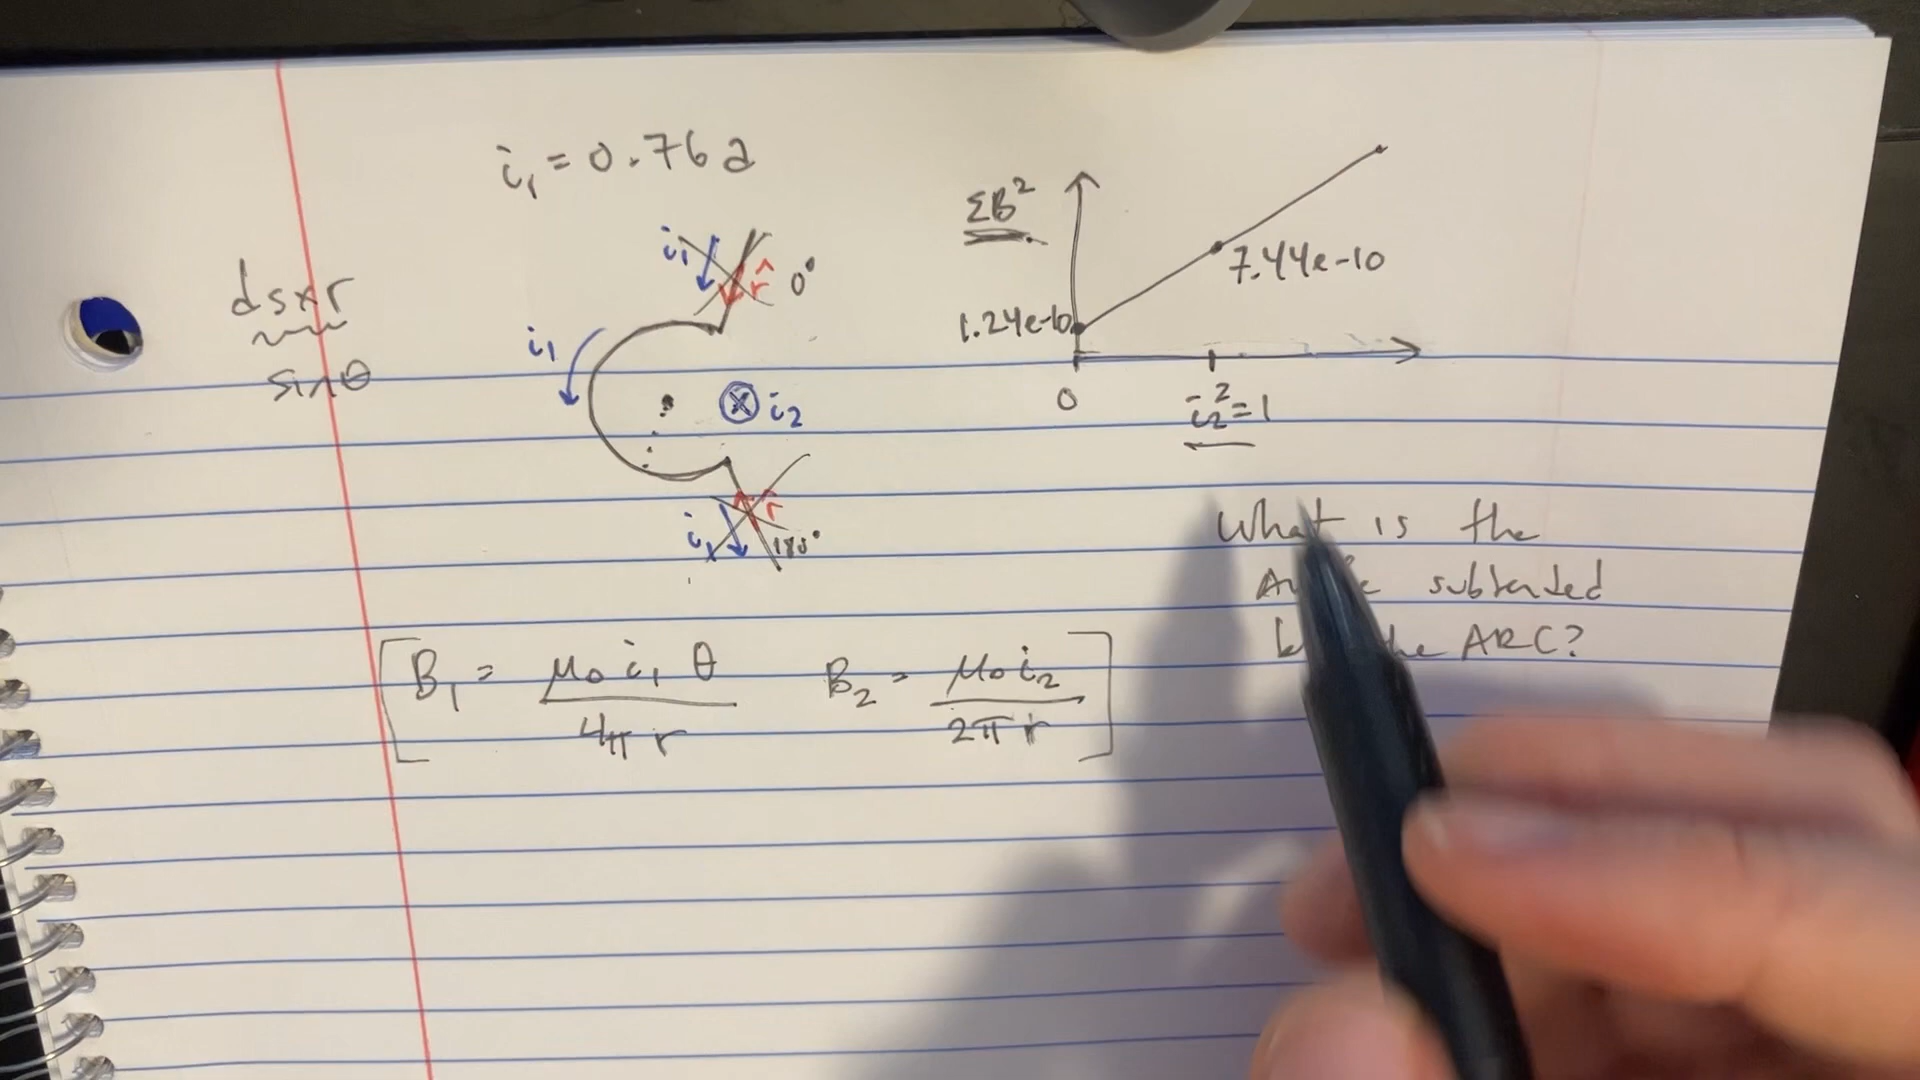 i₁ = 0.76 a
ds×r
sinθ
i₁
r̂ 0°
i₁
i₂
i₁
r̂
180°
ΣB²
7.44e-10
1.24e-10
0
i₂² = 1
What is the
subtended
the ARC?
B₁ = μ₀ i₁ θ / 4π r
B₂ = μ₀ i₂ / 2π r